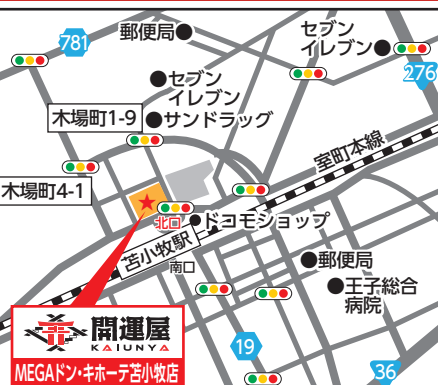 781
郵便局
セブン
イレブン
276
セブン
イレブン
木場町1-9
サンドラッグ
室町本線
木場町4-1
北口
ドコモショップ
苫小牧駅
南口
郵便局
王子総合
病院
開運屋
KAIUNYA
MEGAドン・キホーテ苫小牧店
19
36